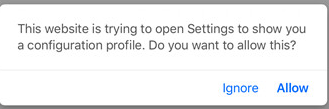 This website is trying to open Settings to show you
a configuration profile. Do you want to allow this?
Ignore Allow